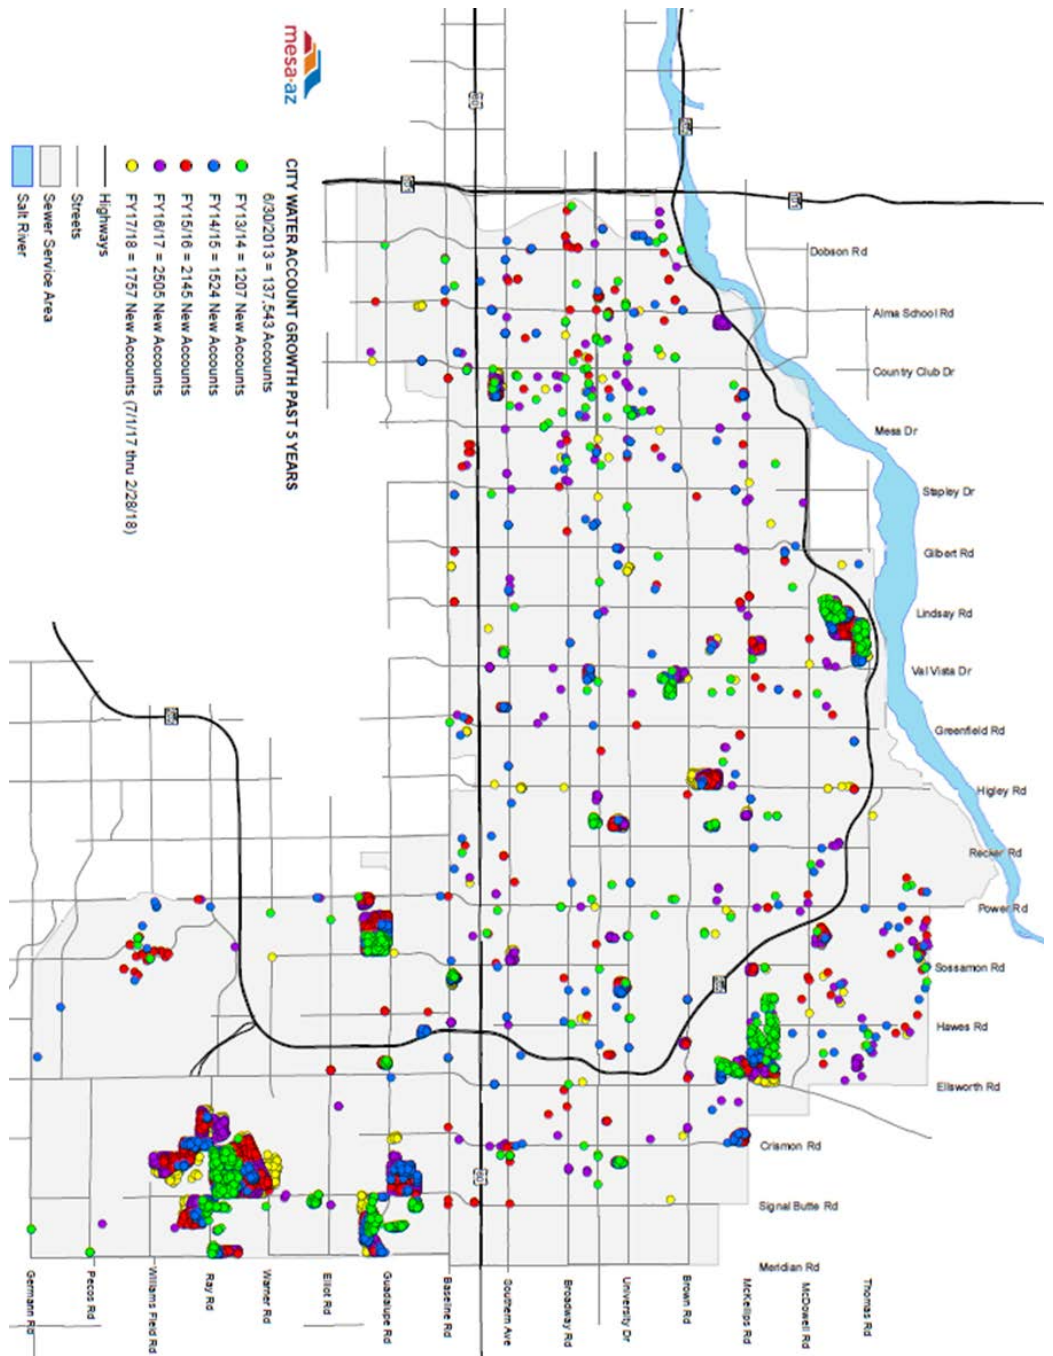 mesa·az
CITY WATER ACCOUNT GROWTH PAST 5 YEARS
6/30/2013 = 137,543 Accounts
FY13/14 = 1207 New Accounts
FY14/15 = 1524 New Accounts
FY15/16 = 2145 New Accounts
FY16/17 = 2505 New Accounts
FY17/18 = 1757 New Accounts (7/1/17 thru 2/28/18)
Highways
Streets
Sewer Service Area
Salt River
Dobson Rd
Alma School Rd
Country Club Dr
Mesa Dr
Stapley Dr
Gilbert Rd
Lindsay Rd
Val Vista Dr
Greenfield Rd
Higley Rd
Recker Rd
Power Rd
Sossamon Rd
Hawes Rd
Ellsworth Rd
Crismon Rd
Signal Butte Rd
Meridian Rd
Thomas Rd
McDowell Rd
McKellips Rd
Brown Rd
University Dr
Broadway Rd
Southern Ave
Baseline Rd
Guadalupe Rd
Elliot Rd
Warner Rd
Ray Rd
Williams Field Rd
Pecos Rd
Germann Rd
60